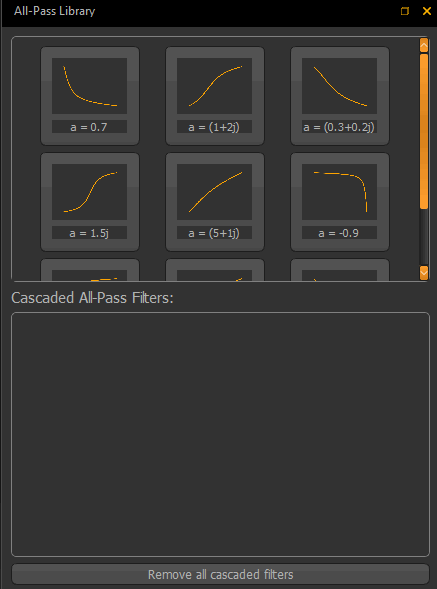 All-Pass Library
a = 0.7
a = (1+2j)
a = (0.3+0.2j)
a = 1.5j
a = (5+1j)
a = -0.9
Cascaded All-Pass Filters:
Remove all cascaded filters